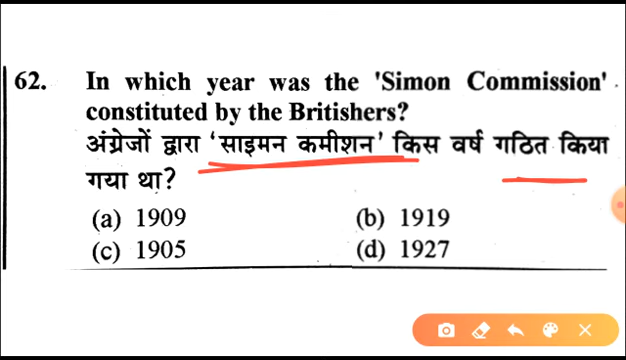 62. In which year was the 'Simon Commission'
constituted by the Britishers?
अंग्रेजों द्वारा 'साइमन कमीशन' किस वर्ष गठित किया
गया था?
(a) 1909 (b) 1919
(c) 1905 (d) 1927